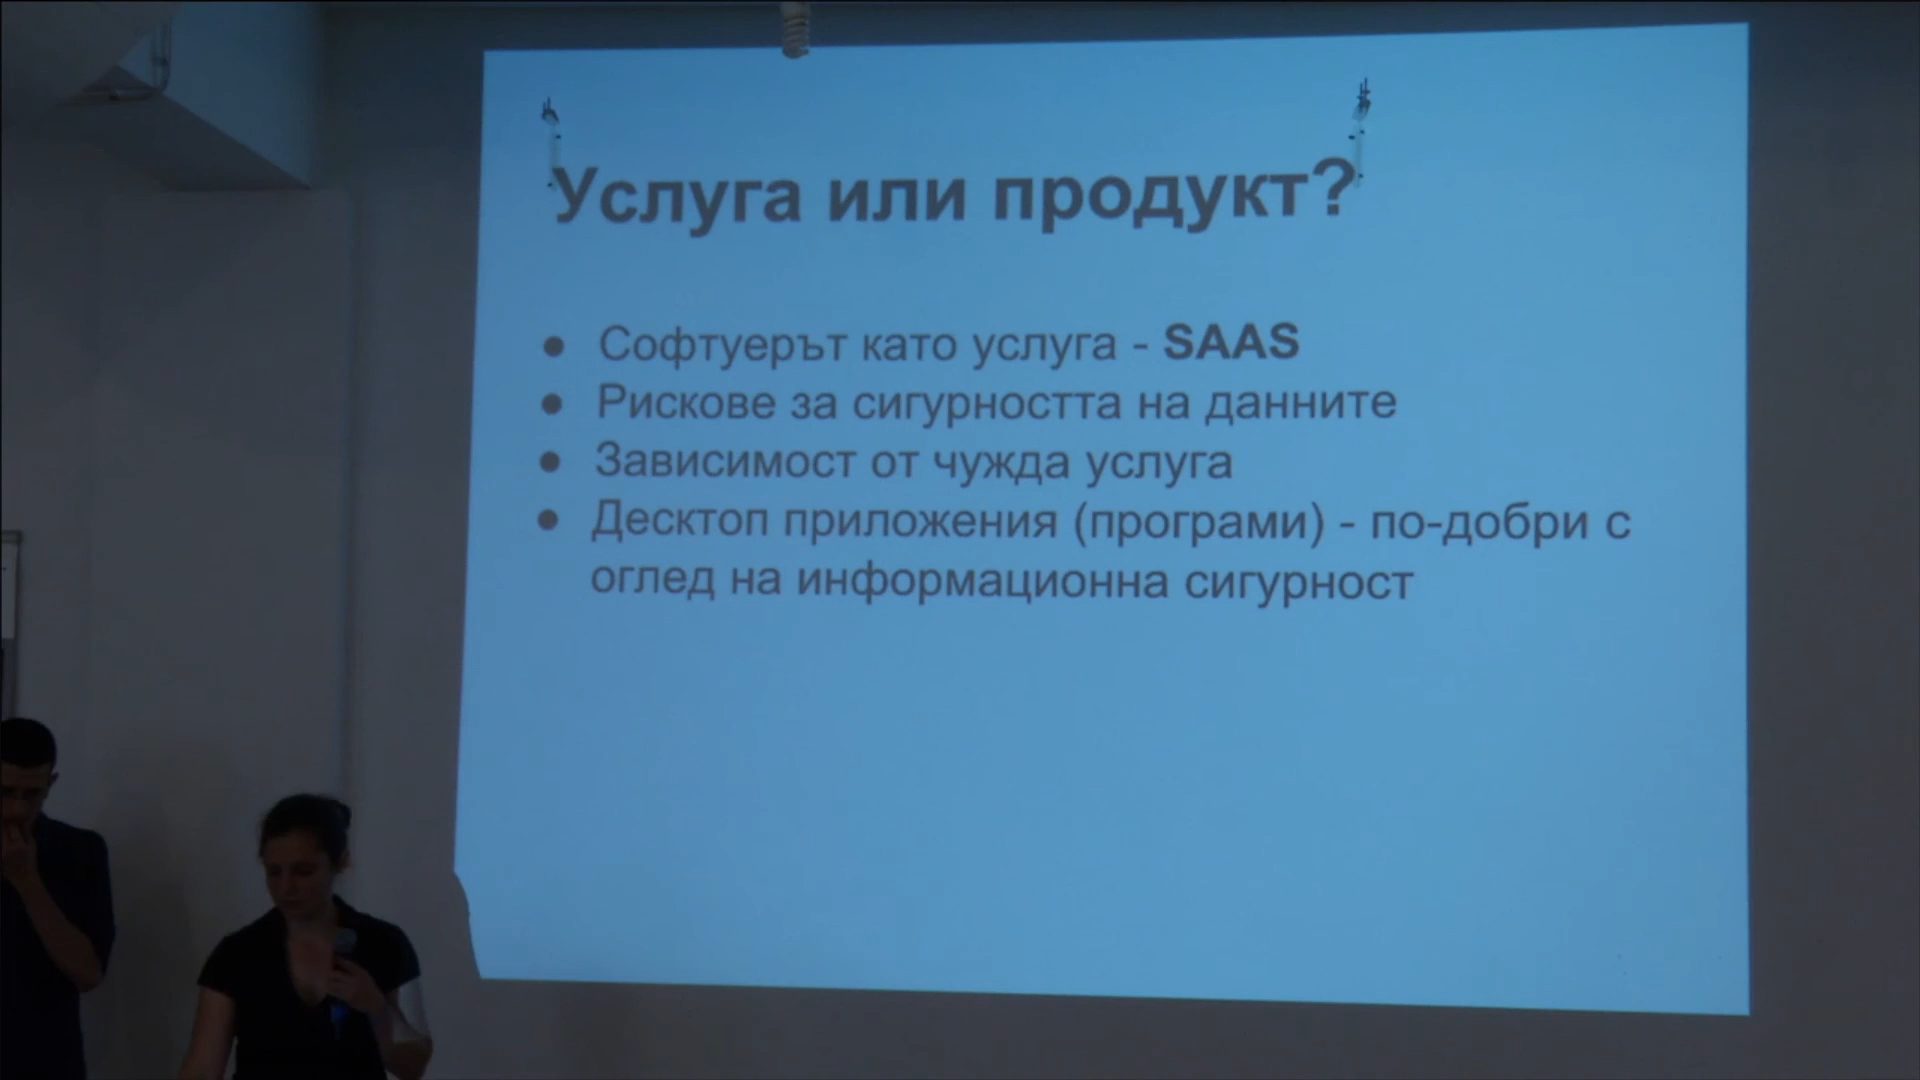 Услуга или продукт?
● Софтуерът като услуга - SAAS
● Рискове за сигурността на данните
● Зависимост от чужда услуга
● Десктоп приложения (програми) - по-добри с
оглед на информационна сигурност